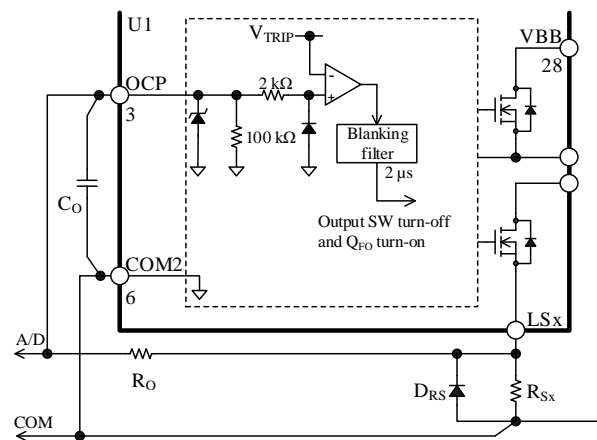 U1
VTRIP
VBB
28
OCP
3
2 kΩ
-
+
100 kΩ
Blanking
filter
2 µs
CO
Output SW turn-off
and QFO turn-on
COM2
6
LSx
A/D
RO
DRS
RSx
COM